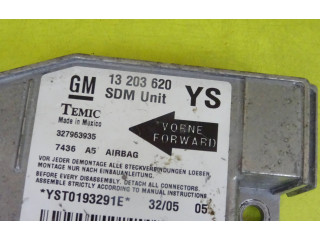 GM 13 203 620 YS
SDM Unit
TEMIC
Made in Mexico
327963935
"VORNE
FORWARD"
7436 A5 AIRBAG
VOR JEDER DEMONTAGE ALLE STECKVERBINDUNGEN LOESEN
MONTAGE NUR NACH EINBAUANLEITUNG.
BEFORE EVERY DISASSEMBLY, DETACH ALL CONNECTORS.
ASSEMBLE STRICTLY ACCORDING TO MANUAL INSTRUCTIONS
*YST0193291E* 32/05 05